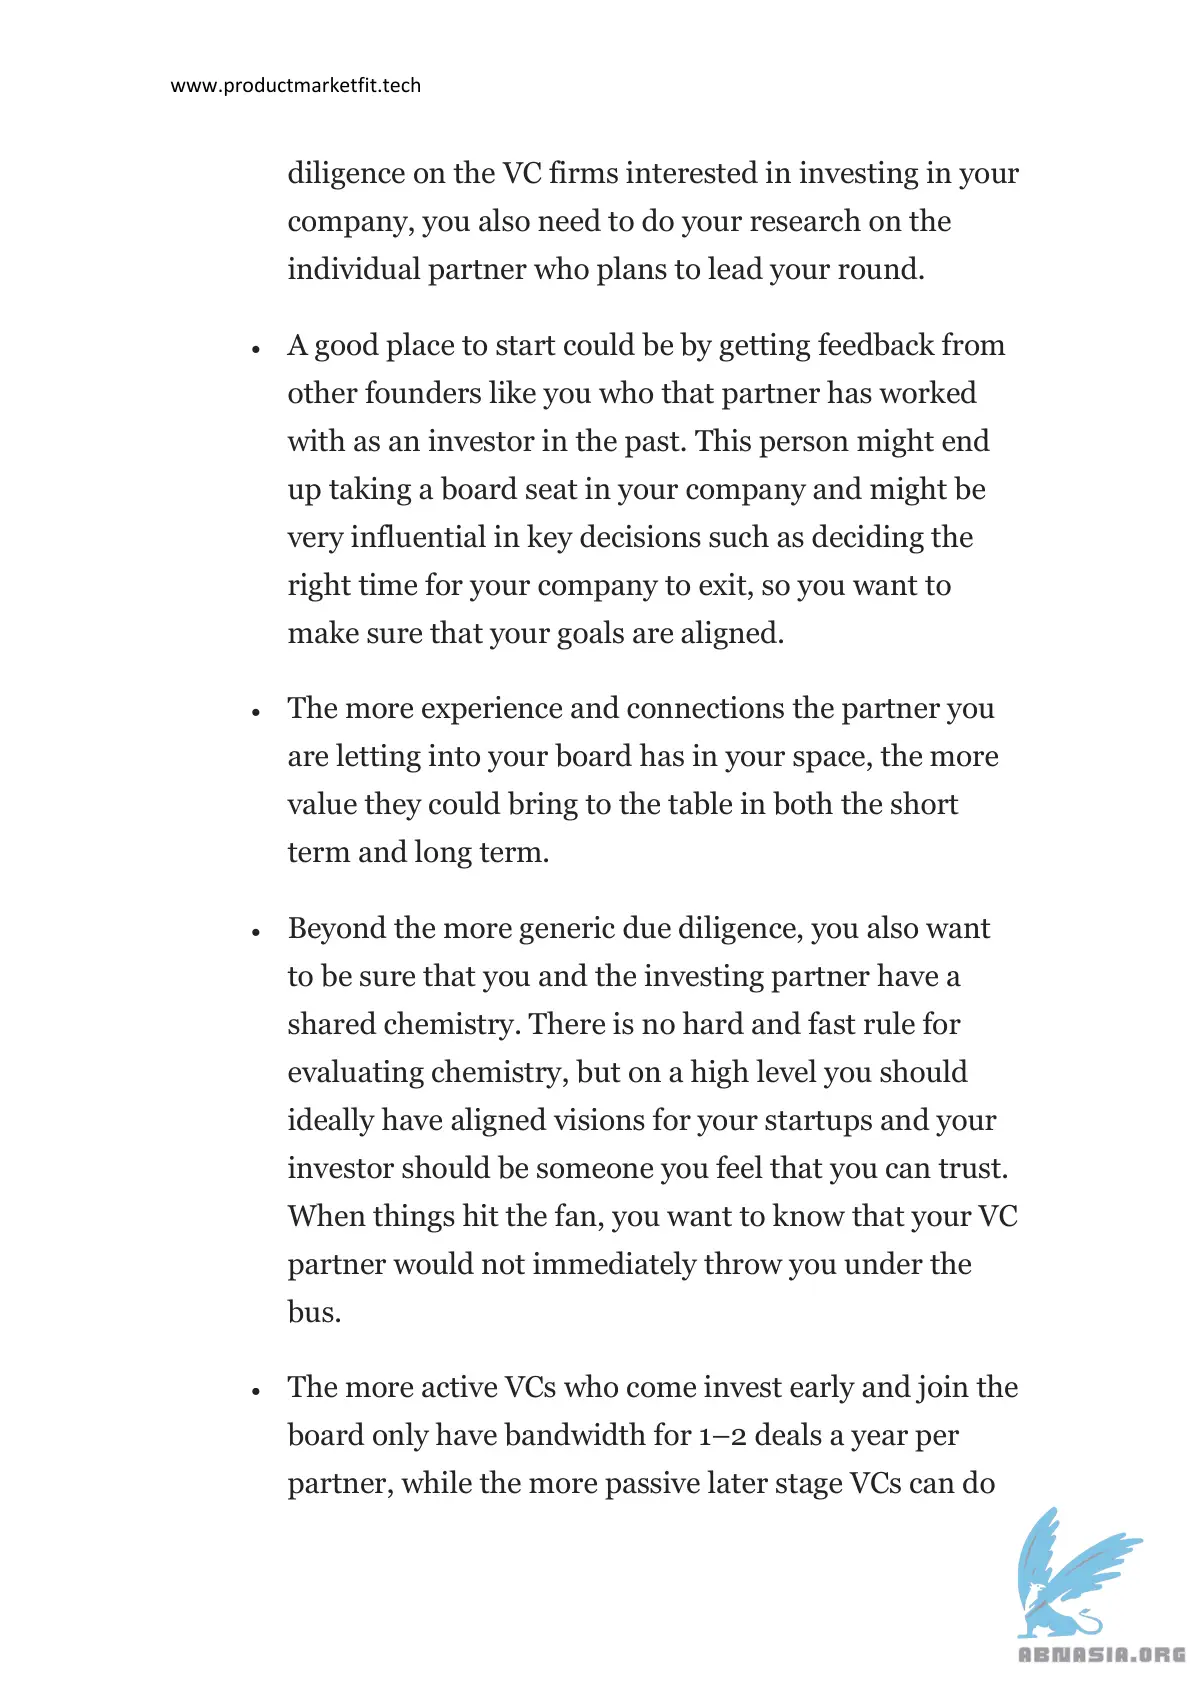 www.productmarketfit.tech
diligence on the VC firms interested in investing in your
company, you also need to do your research on the
individual partner who plans to lead your round.
• A good place to start could be by getting feedback from
other founders like you who that partner has worked
with as an investor in the past. This person might end
up taking a board seat in your company and might be
very influential in key decisions such as deciding the
right time for your company to exit, so you want to
make sure that your goals are aligned.
• The more experience and connections the partner you
are letting into your board has in your space, the more
value they could bring to the table in both the short
term and long term.
• Beyond the more generic due diligence, you also want
to be sure that you and the investing partner have a
shared chemistry. There is no hard and fast rule for
evaluating chemistry, but on a high level you should
ideally have aligned visions for your startups and your
investor should be someone you feel that you can trust.
When things hit the fan, you want to know that your VC
partner would not immediately throw you under the
bus.
• The more active VCs who come invest early and join the
board only have bandwidth for 1–2 deals a year per
partner, while the more passive later stage VCs can do
ABNASIA.ORG